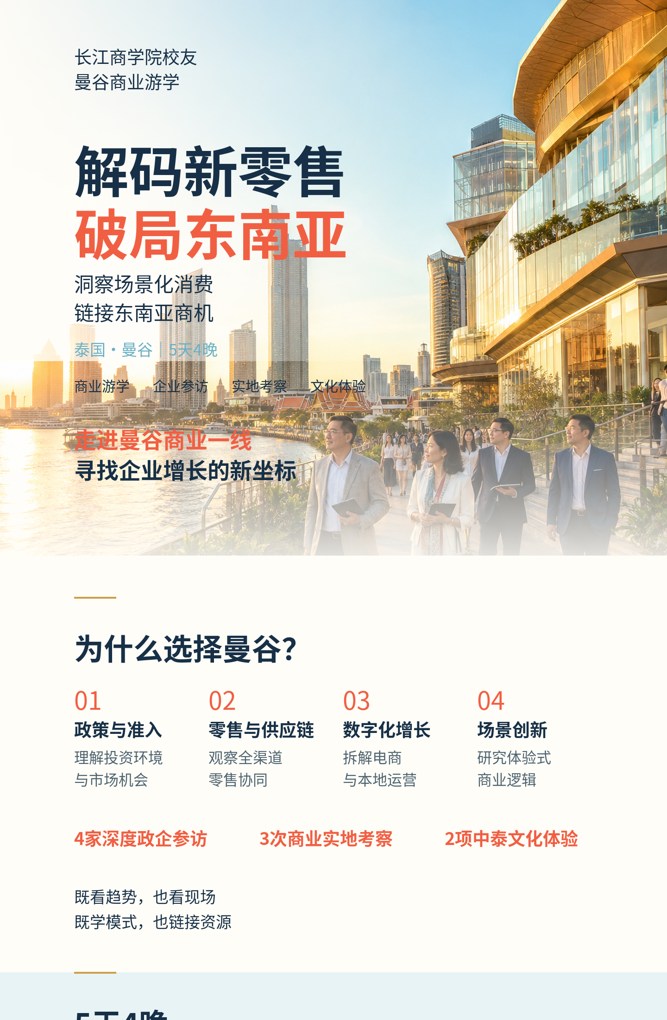 长江商学院校友
曼谷商业游学
解码新零售
破局东南亚
洞察场景化消费
链接东南亚商机
泰国·曼谷｜5天4晚
商业游学 企业参访 实地考察 文化体验
走进曼谷商业一线
寻找企业增长的新坐标
为什么选择曼谷？
01 02 03 04
政策与准入 零售与供应链 数字化增长 场景创新
理解投资环境 观察全渠道 拆解电商 研究体验式
与市场机会 零售协同 与本地运营 商业逻辑
4家深度政企参访 3次商业实地考察 2项中泰文化体验
既看趋势，也看现场
既学模式，也链接资源
5天4晚